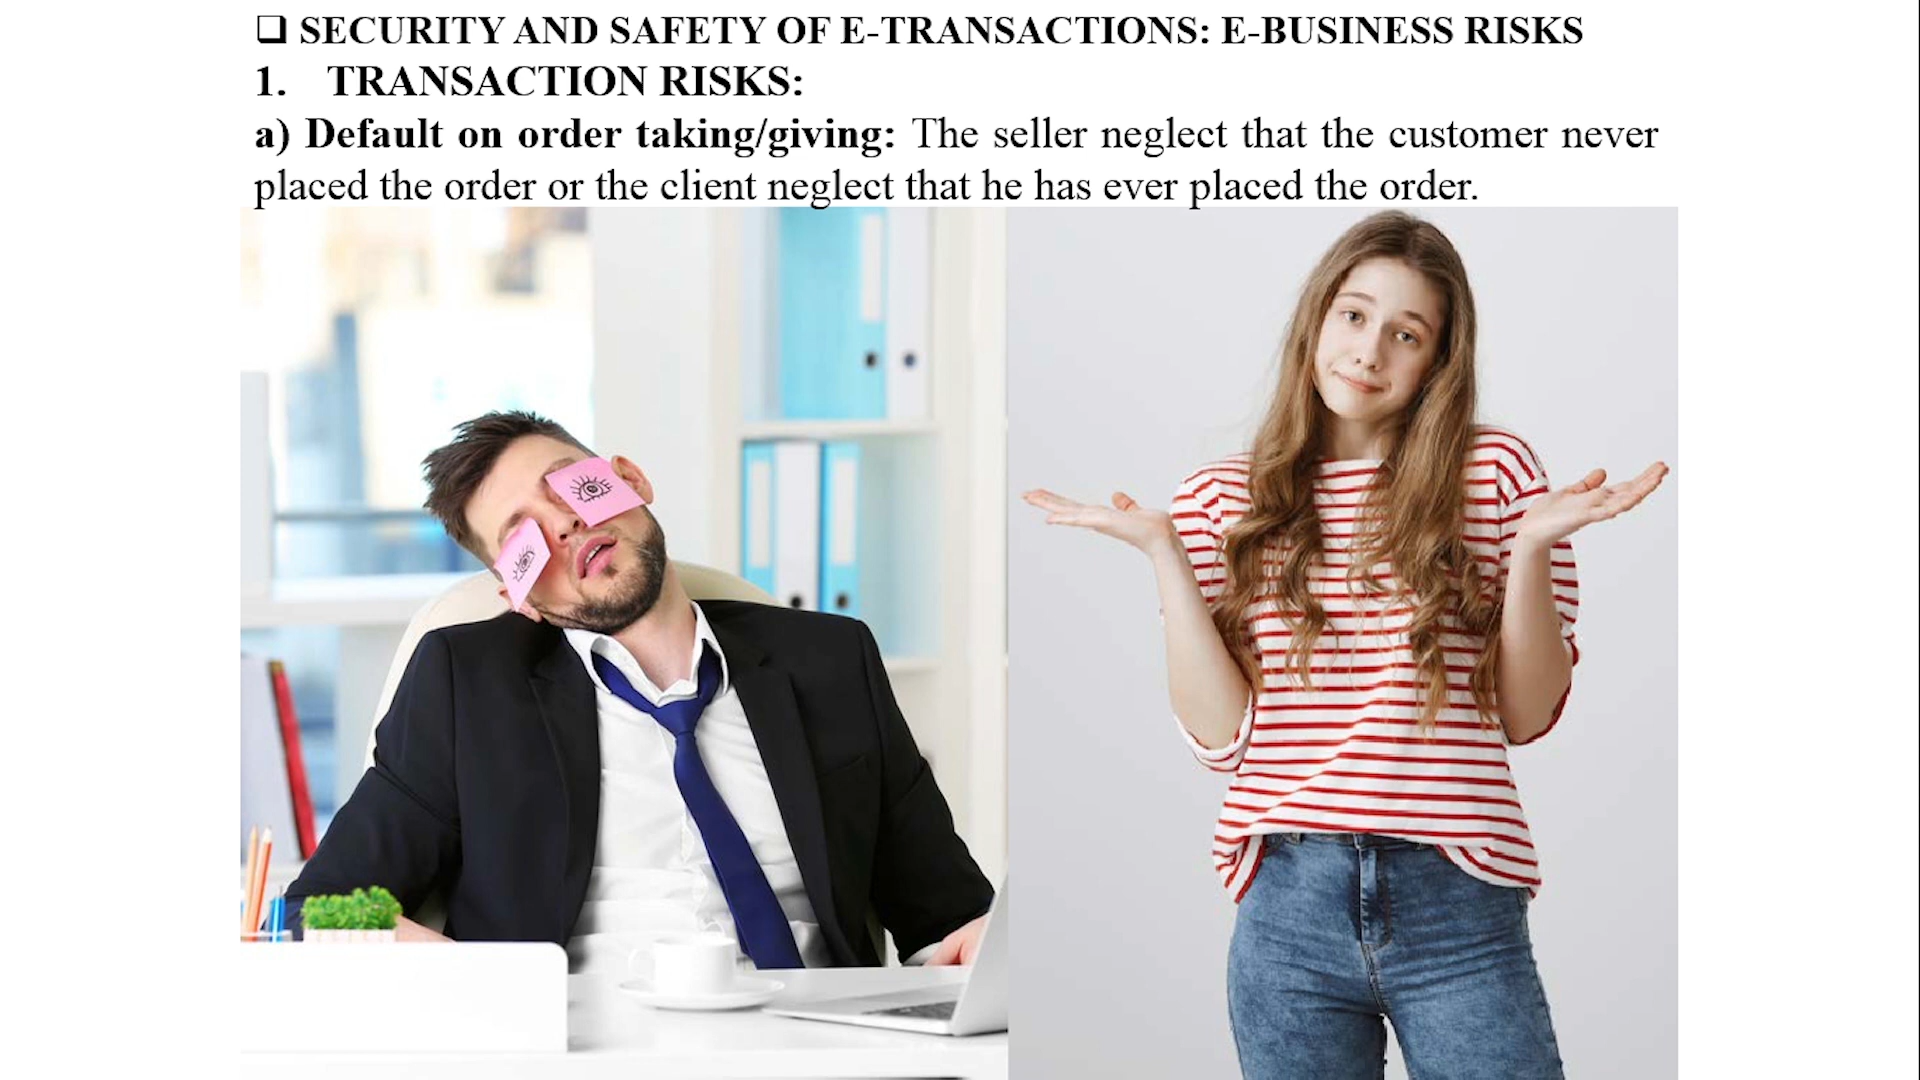 ❑ SECURITY AND SAFETY OF E-TRANSACTIONS: E-BUSINESS RISKS
1. TRANSACTION RISKS:
a) Default on order taking/giving: The seller neglect that the customer never
placed the order or the client neglect that he has ever placed the order.